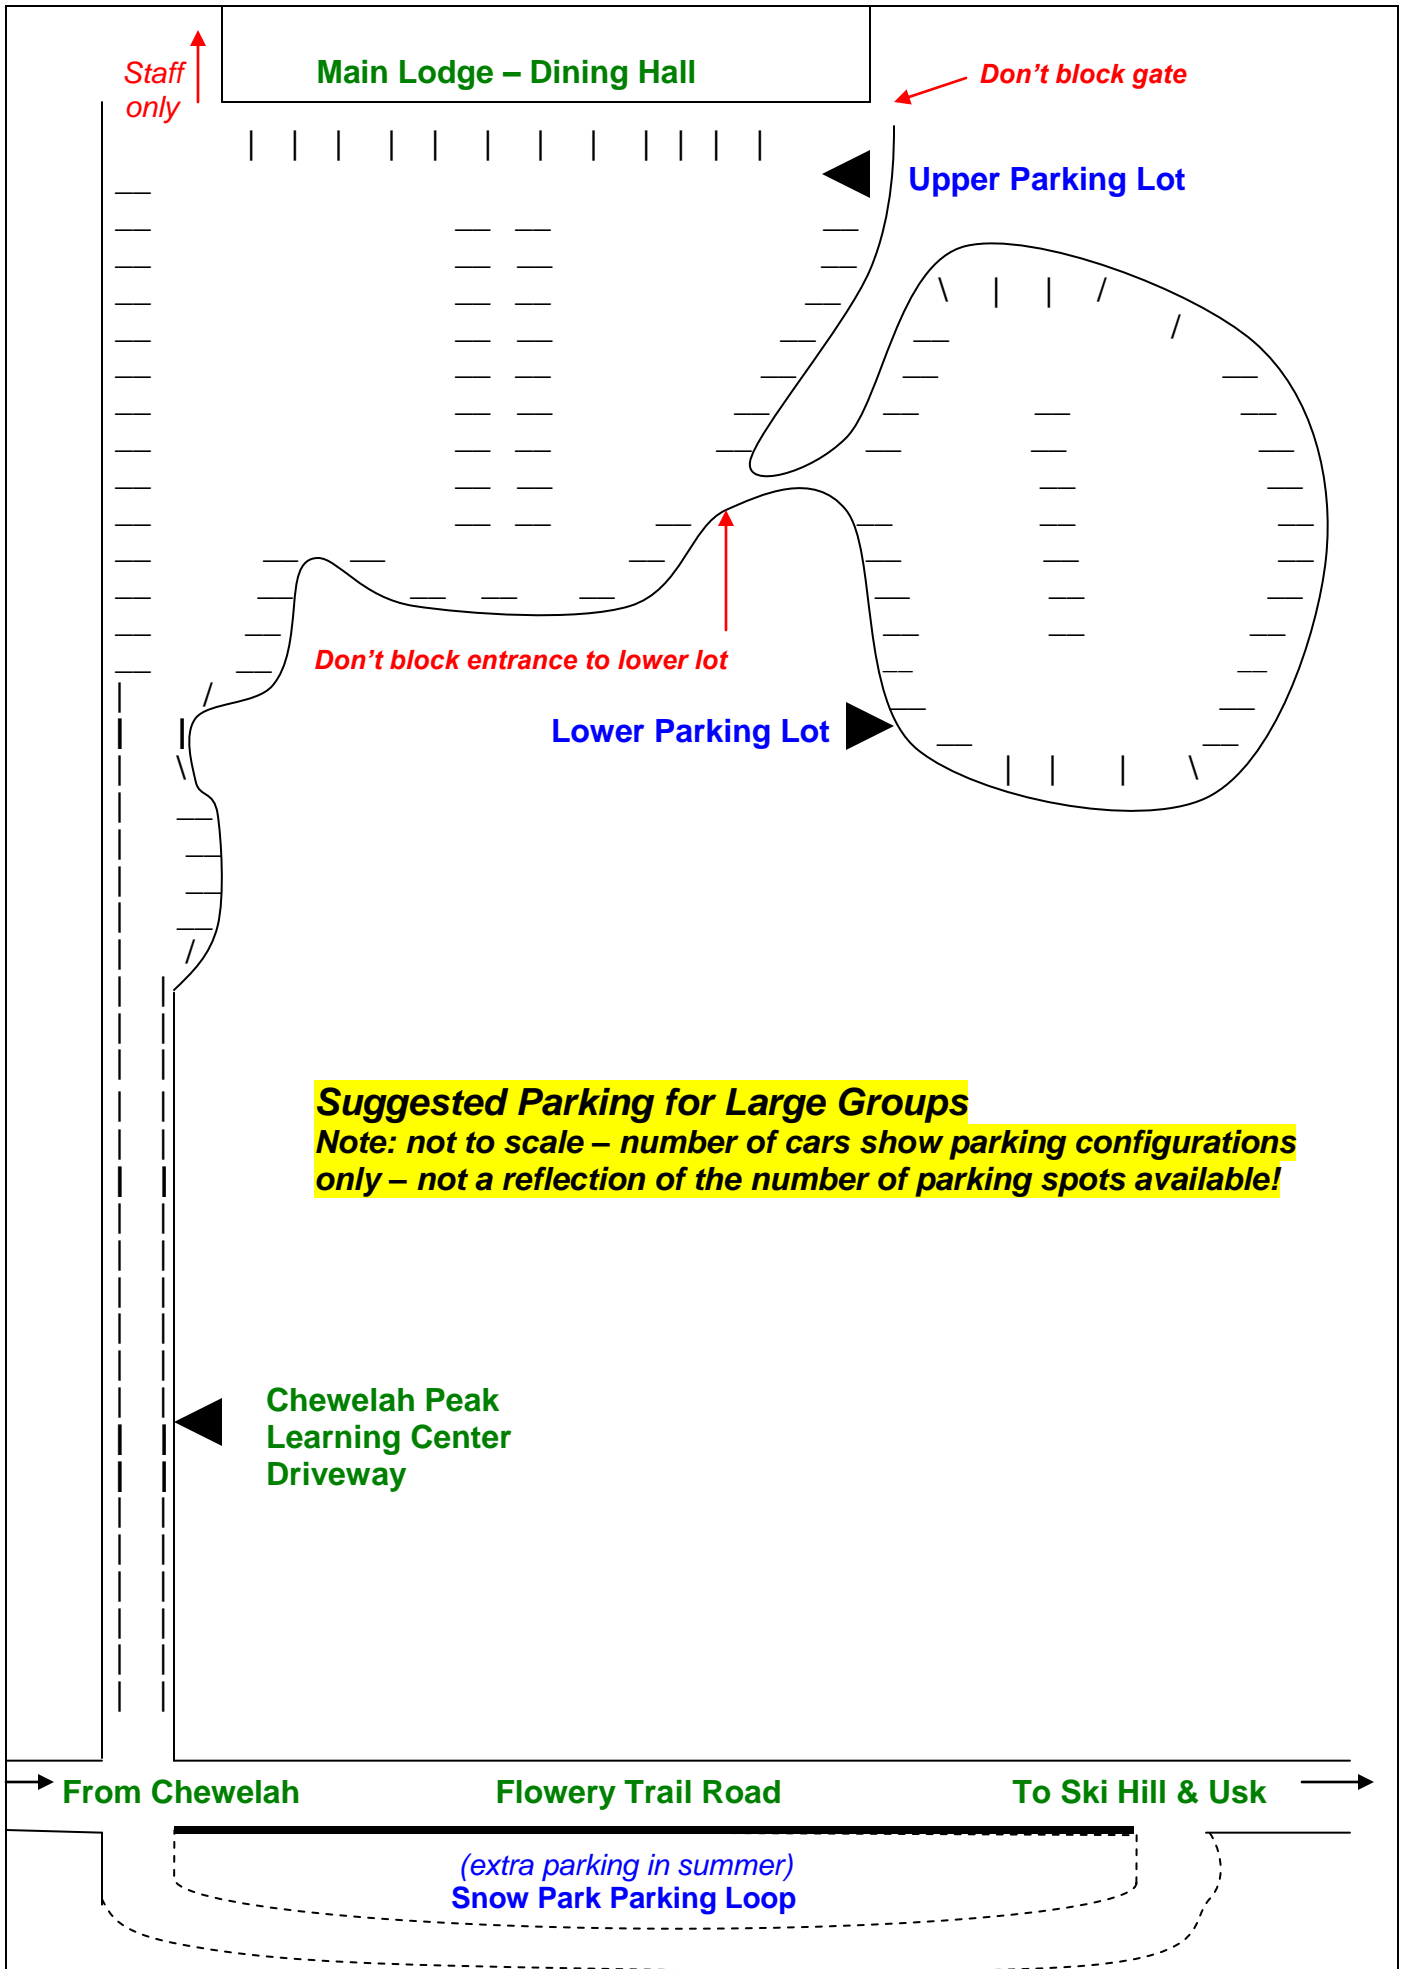 Staff
only
Main Lodge – Dining Hall
Don’t block gate
Upper Parking Lot
Don’t block entrance to lower lot
Lower Parking Lot
Suggested Parking for Large Groups
Note: not to scale – number of cars show parking configurations
only – not a reflection of the number of parking spots available!
Chewelah Peak
Learning Center
Driveway
From Chewelah
Flowery Trail Road
To Ski Hill & Usk
(extra parking in summer)
Snow Park Parking Loop